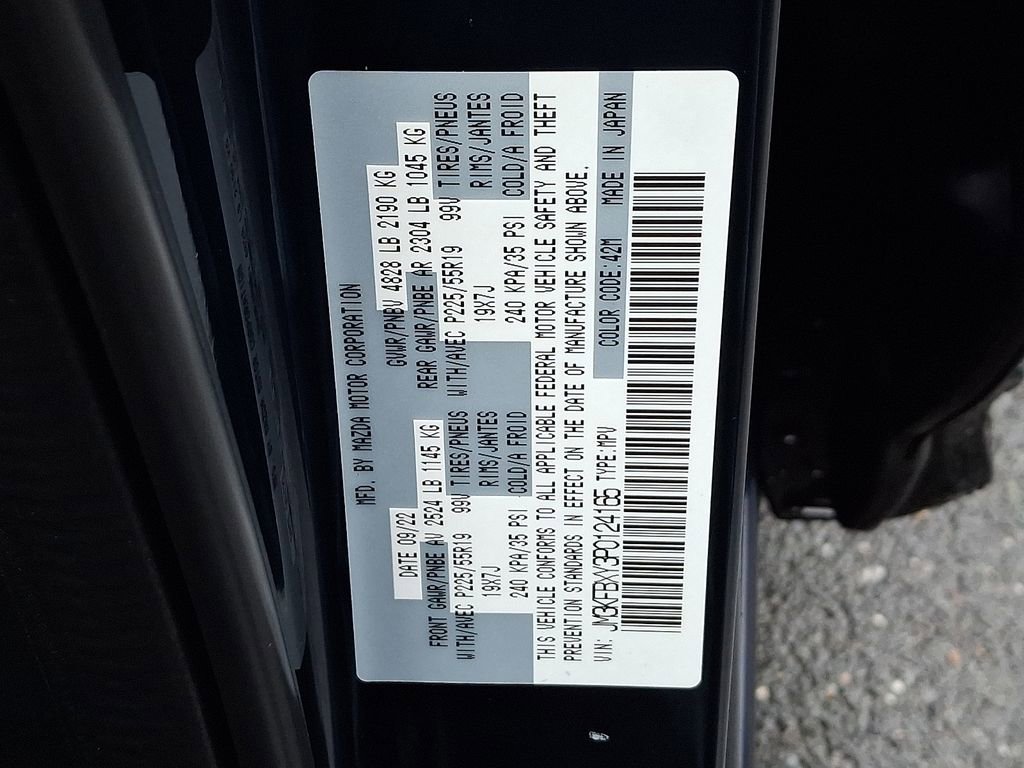 MFD. BY MAZDA MOTOR CORPORATION
DATE 09/22 GVWR/PNBV 4828 LB 2190 KG
FRONT GAWR/PNBE AV 2524 LB 1145 KG REAR GAWR/PNBE AR 2304 LB 1045 KG
WITH/AVEC P225/55R19 99V TIRES/PNEUS WITH/AVEC P225/55R19 99V TIRES/PNEUS
19X7J RIMS/JANTES 19X7J RIMS/JANTES
240 KPA/35 PSI COLD/A FROID 240 KPA/35 PSI COLD/A FROID
THIS VEHICLE CONFORMS TO ALL APPLICABLE FEDERAL MOTOR VEHICLE SAFETY AND THEFT
PREVENTION STANDARDS IN EFFECT ON THE DATE OF MANUFACTURE SHOWN ABOVE.
VIN: JM3KFBXY3P0124165 TYPE:MPV COLOR CODE:42M MADE IN JAPAN